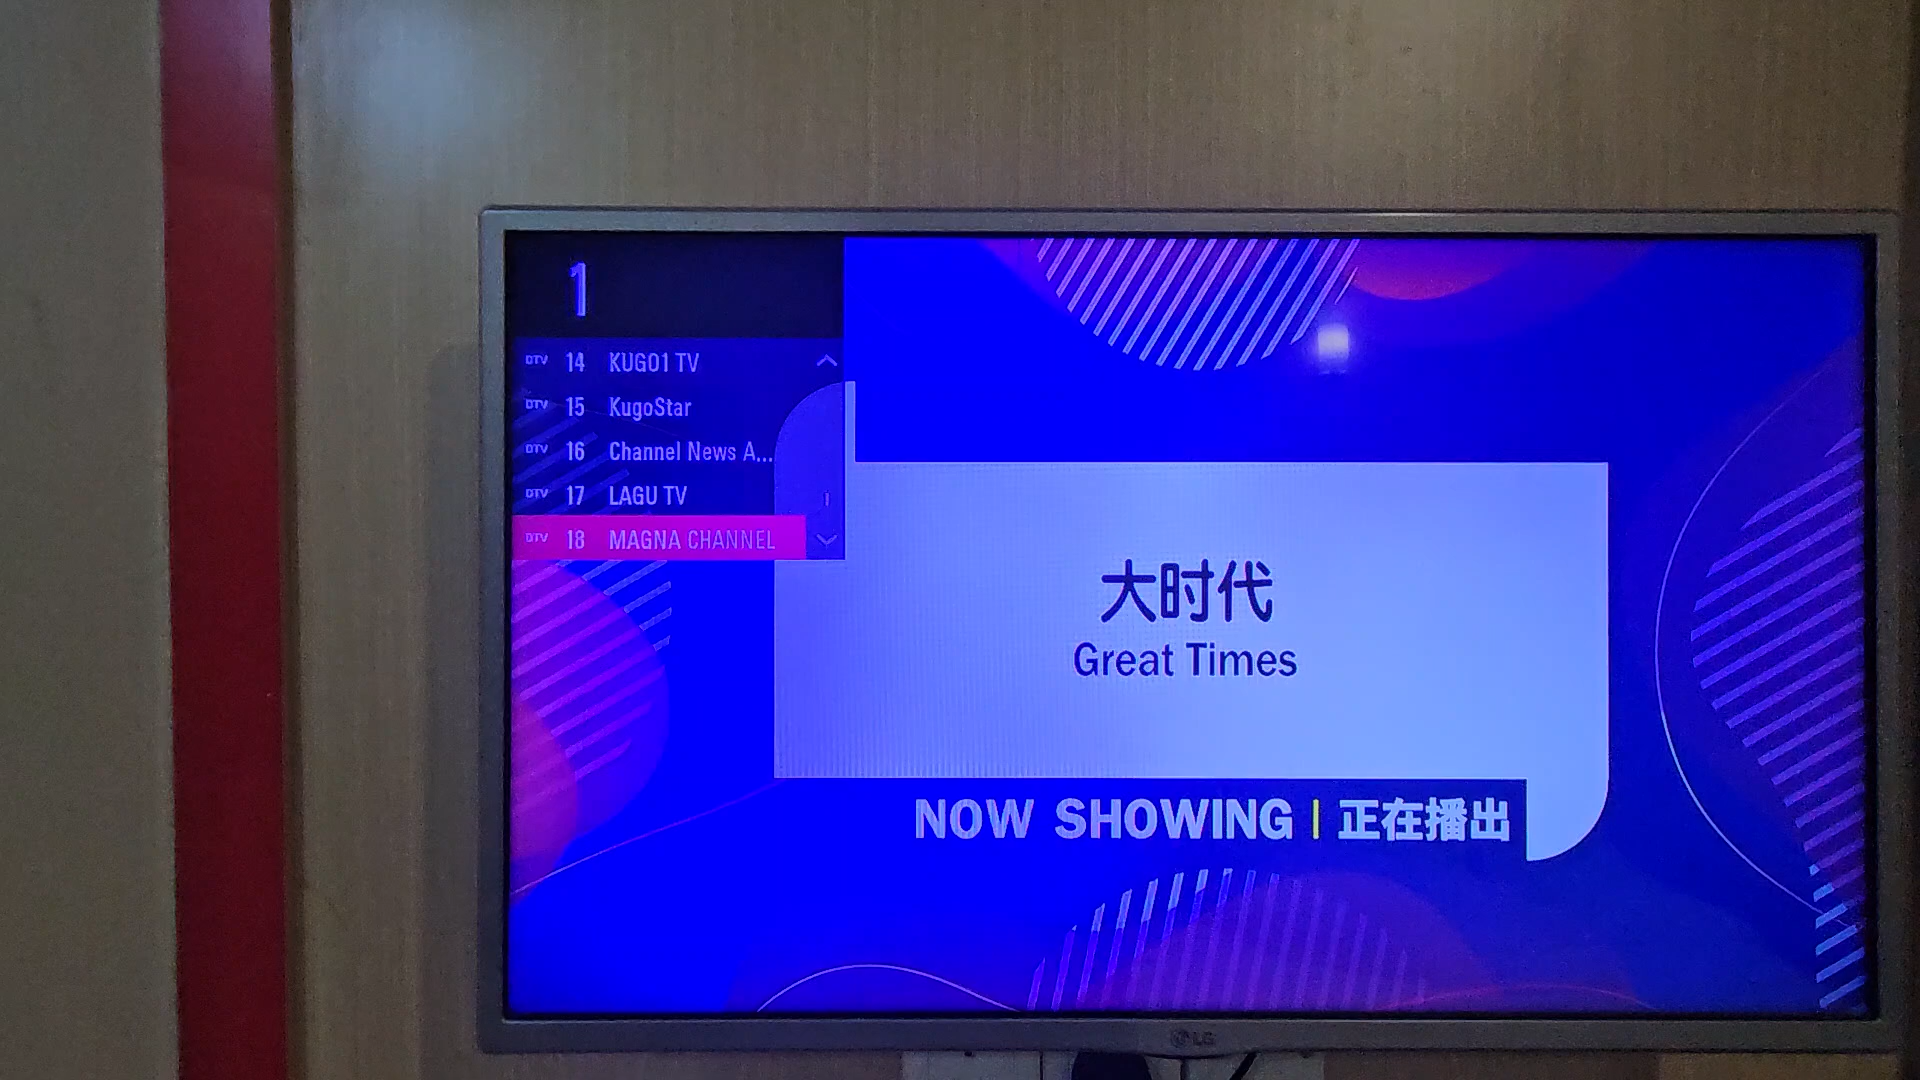 1
DTV 14 KUGO1 TV
DTV 15 KugoStar
DTV 16 Channel News A...
DTV 17 LAGU TV
DTV 18 MAGNA CHANNEL
大时代
Great Times
NOW SHOWING | 正在播出
LG